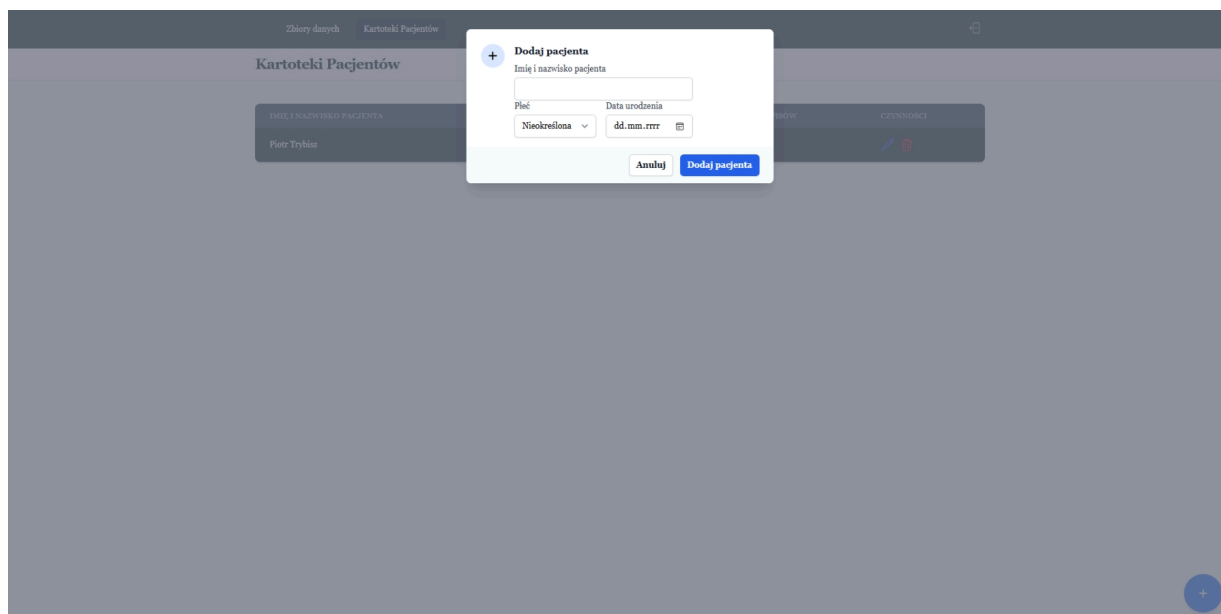 Zbiory danych Kartoteki Pacjentów
Kartoteki Pacjentów
Dodaj pacjenta
Imię i nazwisko pacjenta
Płeć Data urodzenia
Nieokreślona dd.mm.rrrr
Anuluj Dodaj pacjenta
IMIĘ I NAZWISKO PACJENTA CZYNNOŚCI
Piotr Trybisz